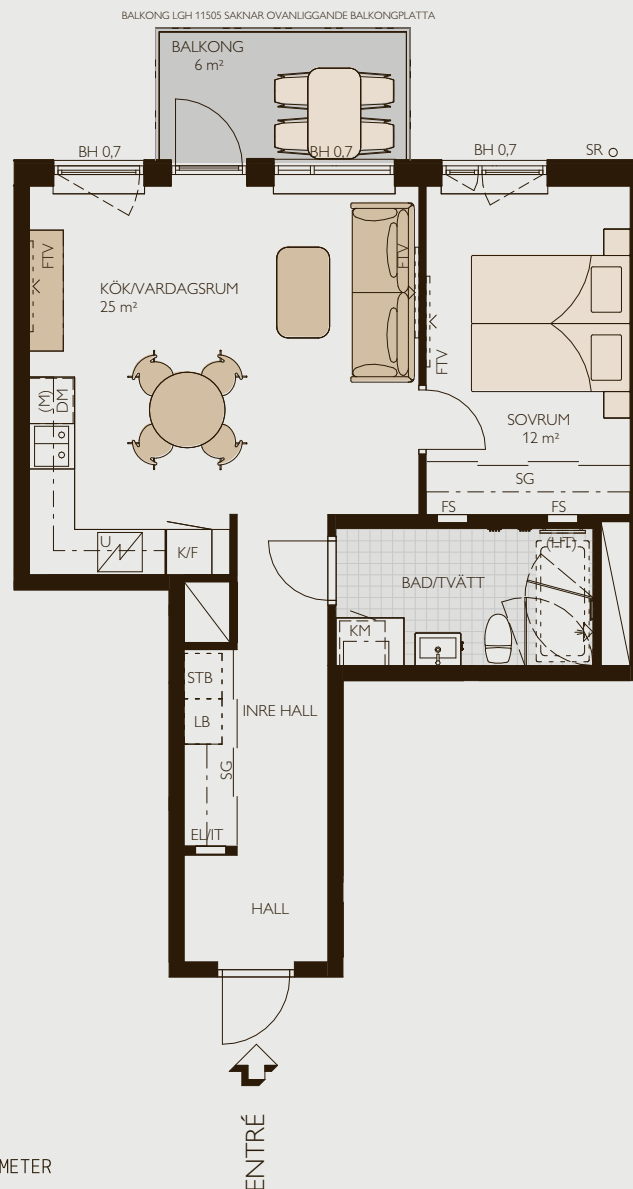 BALKONG LGH 11505 SAKNAR OVANLIGGANDE BALKONGPLATTA
BALKONG
6 m²
BH 0,7
BH 0,7
BH 0,7
SR
FTV
FTV
KÖK/VARDAGSRUM
25 m²
FTV
(M)
DM
SOVRUM
12 m²
SG
FS
FS
U
K/F
(LFT)
BAD/TVÄTT
KM
STB
LB
INRE HALL
SG
EL/IT
HALL
ENTRÉ
METER